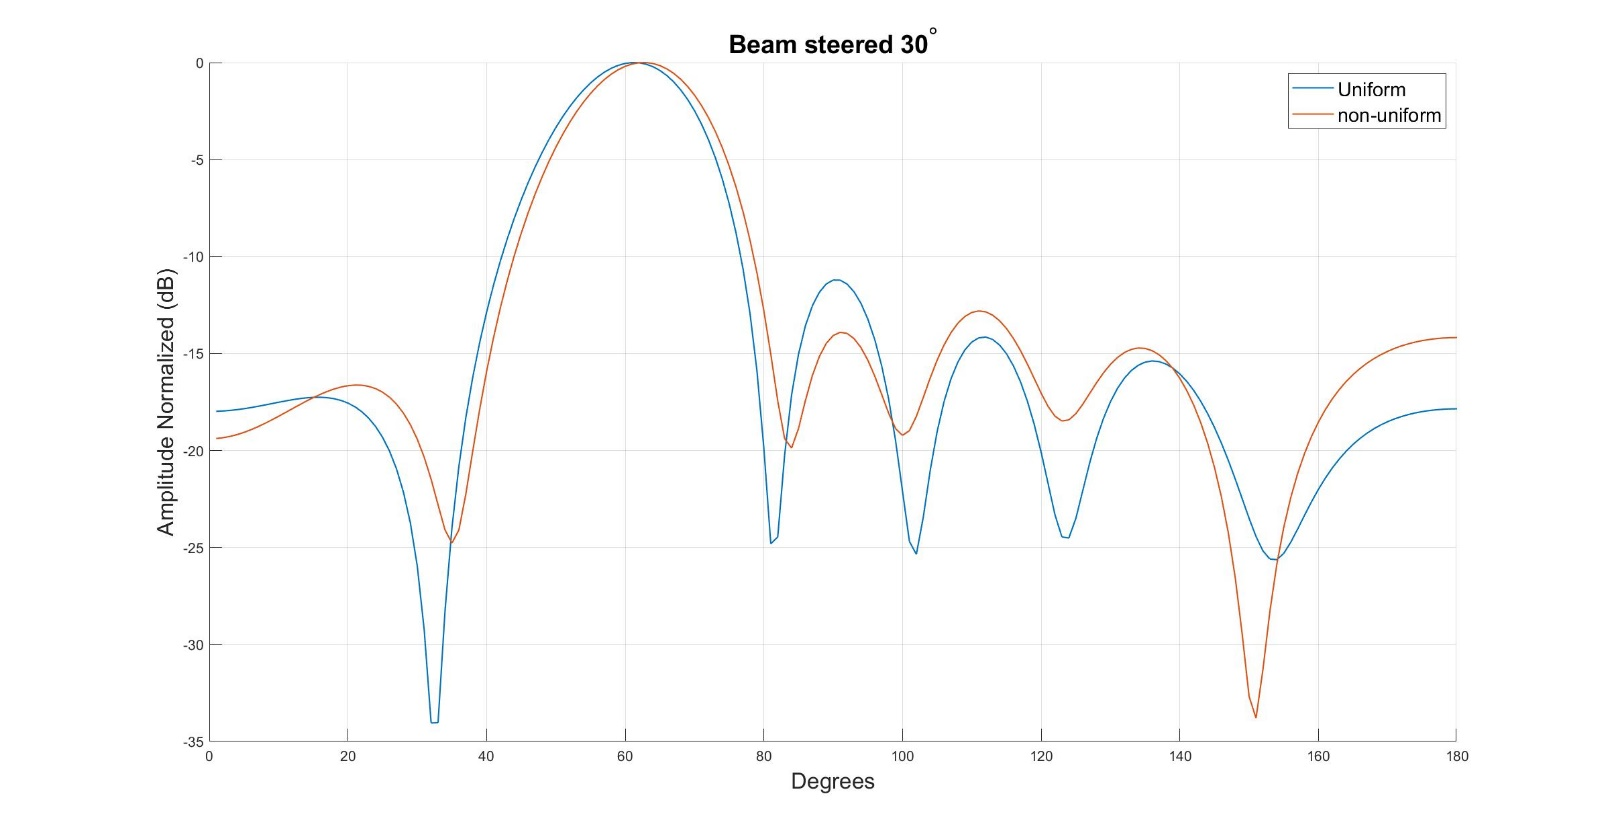 Beam steered 30°
Uniform
non-uniform
Amplitude Normalized (dB)
0
-5
-10
-15
-20
-25
-30
-35
0 20 40 60 80 100 120 140 160 180
Degrees